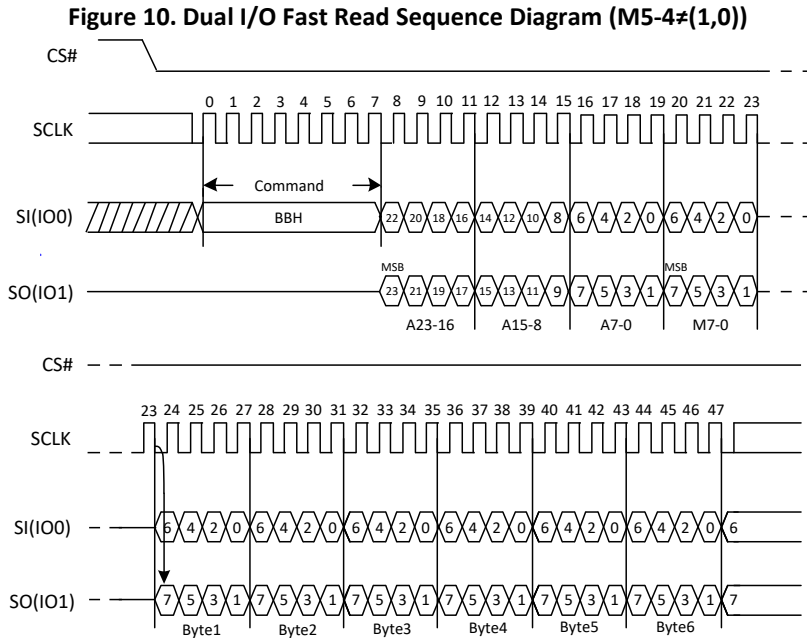 Figure 10. Dual I/O Fast Read Sequence Diagram (M5-4≠(1,0))
CS#
0 1 2 3 4 5 6 7 8 9 10 11 12 13 14 15 16 17 18 19 20 21 22 23
SCLK
Command
SI(IO0) BBH 22 20 18 16 14 12 10 8 6 4 2 0 6 4 2 0
MSB MSB
SO(IO1) 23 21 19 17 15 13 11 9 7 5 3 1 7 5 3 1
A23-16 A15-8 A7-0 M7-0
CS#
23 24 25 26 27 28 29 30 31 32 33 34 35 36 37 38 39 40 41 42 43 44 45 46 47
SCLK
SI(IO0) 6 4 2 0 6 4 2 0 6 4 2 0 6 4 2 0 6 4 2 0 6 4 2 0 6
SO(IO1) 7 5 3 1 7 5 3 1 7 5 3 1 7 5 3 1 7 5 3 1 7 5 3 1 7
Byte1 Byte2 Byte3 Byte4 Byte5 Byte6